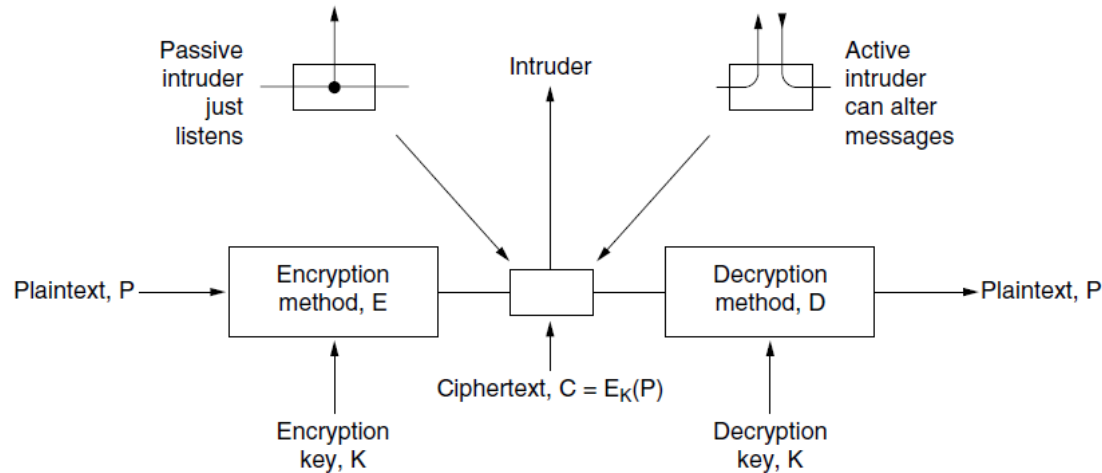 Passive
intruder
just
listens
Intruder
Active
intruder
can alter
messages
Plaintext, P
Encryption
method, E
Decryption
method, D
Plaintext, P
Ciphertext, C = E_K(P)
Encryption
key, K
Decryption
key, K